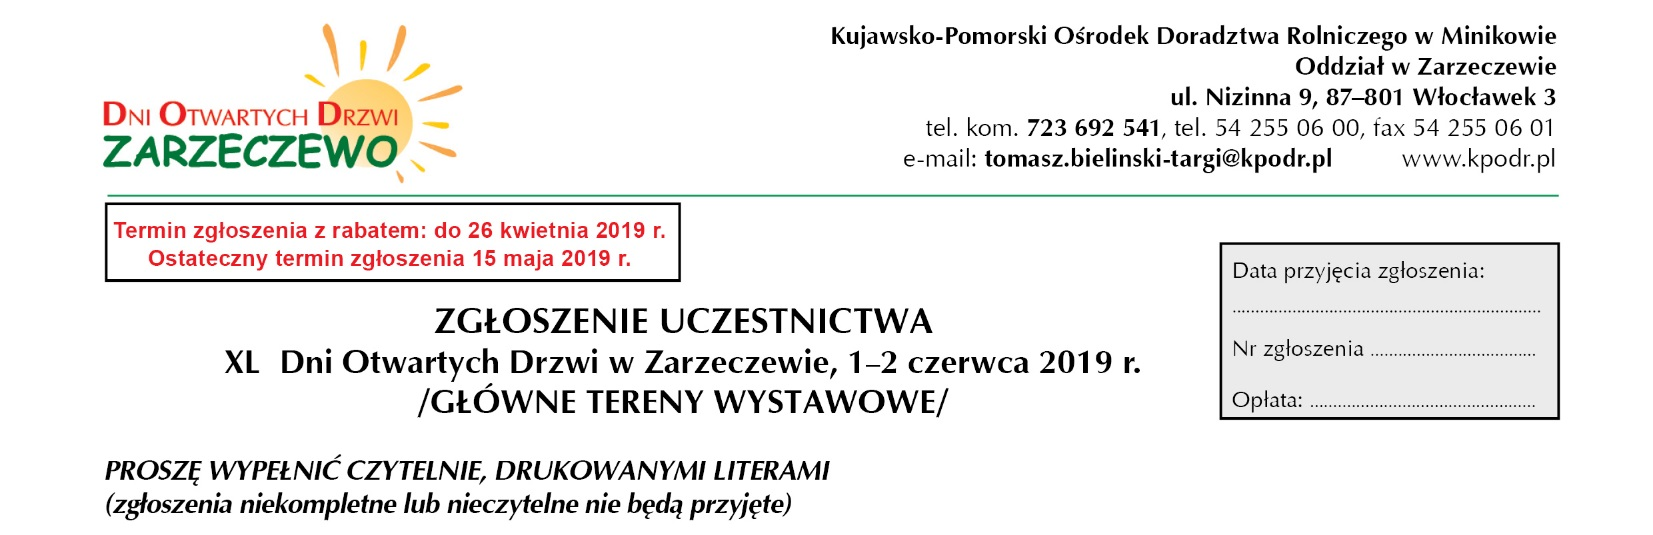 DNI OTWARTYCH DRZWI
ZARZECZEWO
Kujawsko-Pomorski Ośrodek Doradztwa Rolniczego w Minikowie
Oddział w Zarzeczewie
ul. Nizinna 9, 87–801 Włocławek 3
tel. kom. 723 692 541, tel. 54 255 06 00, fax 54 255 06 01
e-mail: tomasz.bielinski-targi@kpodr.pl www.kpodr.pl
Termin zgłoszenia z rabatem: do 26 kwietnia 2019 r.
Ostateczny termin zgłoszenia 15 maja 2019 r.
Data przyjęcia zgłoszenia:
....................................................................
Nr zgłoszenia ....................................
Opłata: .................................................
ZGŁOSZENIE UCZESTNICTWA
XL Dni Otwartych Drzwi w Zarzeczewie, 1–2 czerwca 2019 r.
/GŁÓWNE TERENY WYSTAWOWE/
PROSZĘ WYPEŁNIĆ CZYTELNIE, DRUKOWANYMI LITERAMI
(zgłoszenia niekompletne lub nieczytelne nie będą przyjęte)